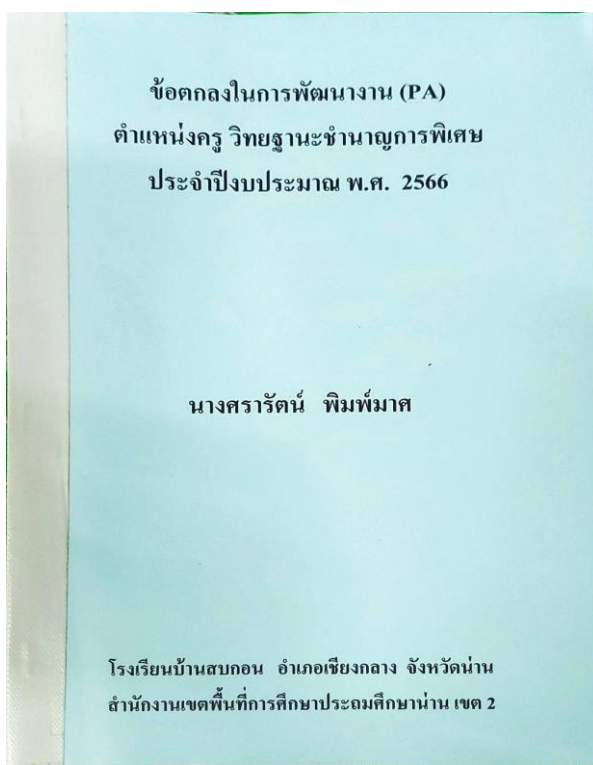 ข้อตกลงในการพัฒนางาน (PA)
ตำแหน่งครู วิทยฐานะชำนาญการพิเศษ
ประจำปีงบประมาณ พ.ศ. 2566
นางศรารัตน์ พิมพ์มาศ
โรงเรียนบ้านสบกอน อำเภอเชียงกลาง จังหวัดน่าน
สำนักงานเขตพื้นที่การศึกษาประถมศึกษาน่าน เขต 2